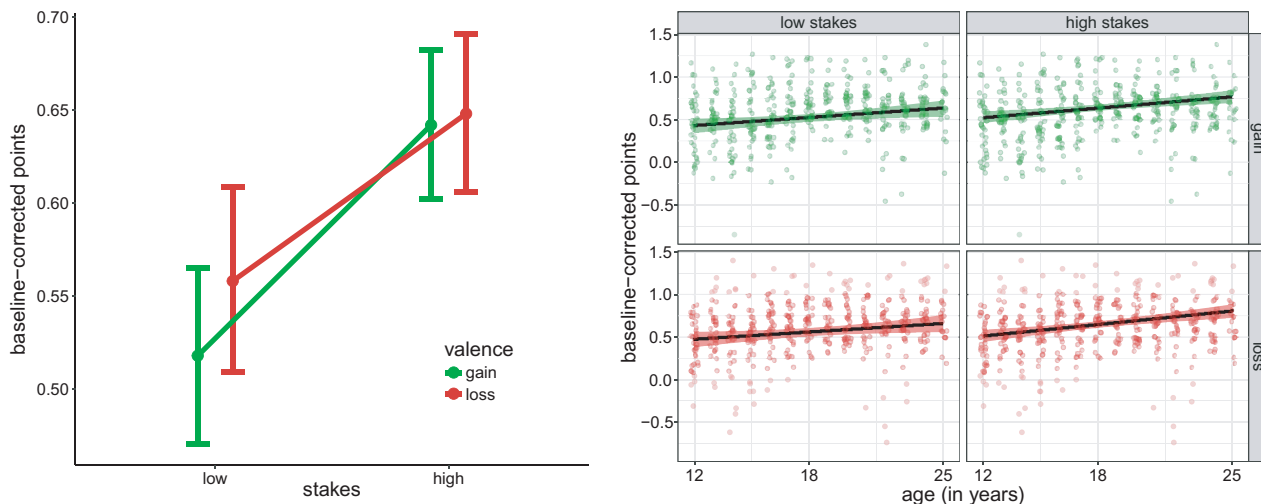 0.70
0.65
0.60
0.55
0.50
baseline−corrected points
low
high
stakes
valence
gain
loss
low stakes
high stakes
1.5
1.0
0.5
0.0
−0.5
gain
1.5
1.0
0.5
0.0
−0.5
loss
baseline−corrected points
12
18
25
12
18
25
age (in years)